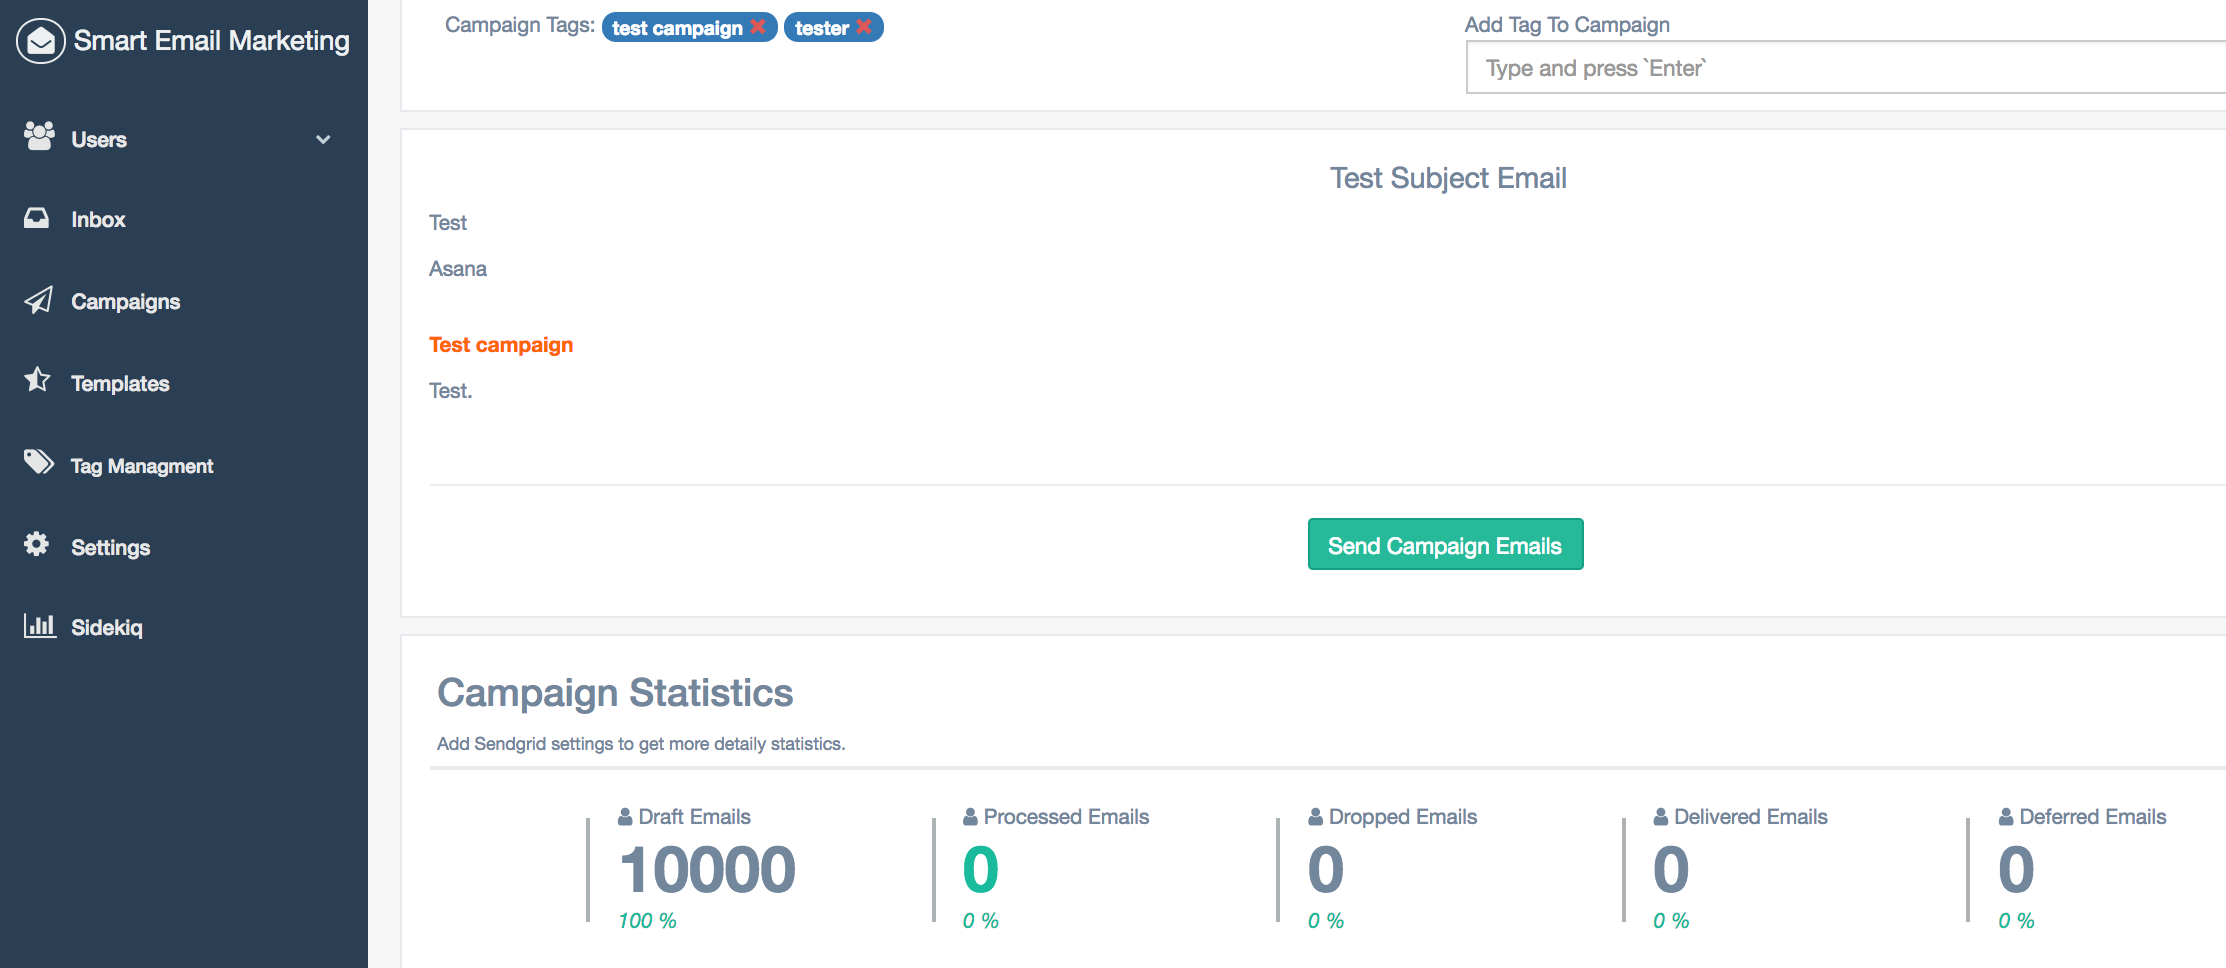 Smart Email Marketing
Users
Inbox
Campaigns
Templates
Tag Managment
Settings
Sidekiq
Campaign Tags: test campaign tester
Add Tag To Campaign
Type and press `Enter`
Test Subject Email
Test
Asana
Test campaign
Test.
Send Campaign Emails
Campaign Statistics
Add Sendgrid settings to get more detaily statistics.
Draft Emails
10000
100 %
Processed Emails
0
0 %
Dropped Emails
0
0 %
Delivered Emails
0
0 %
Deferred Emails
0
0 %